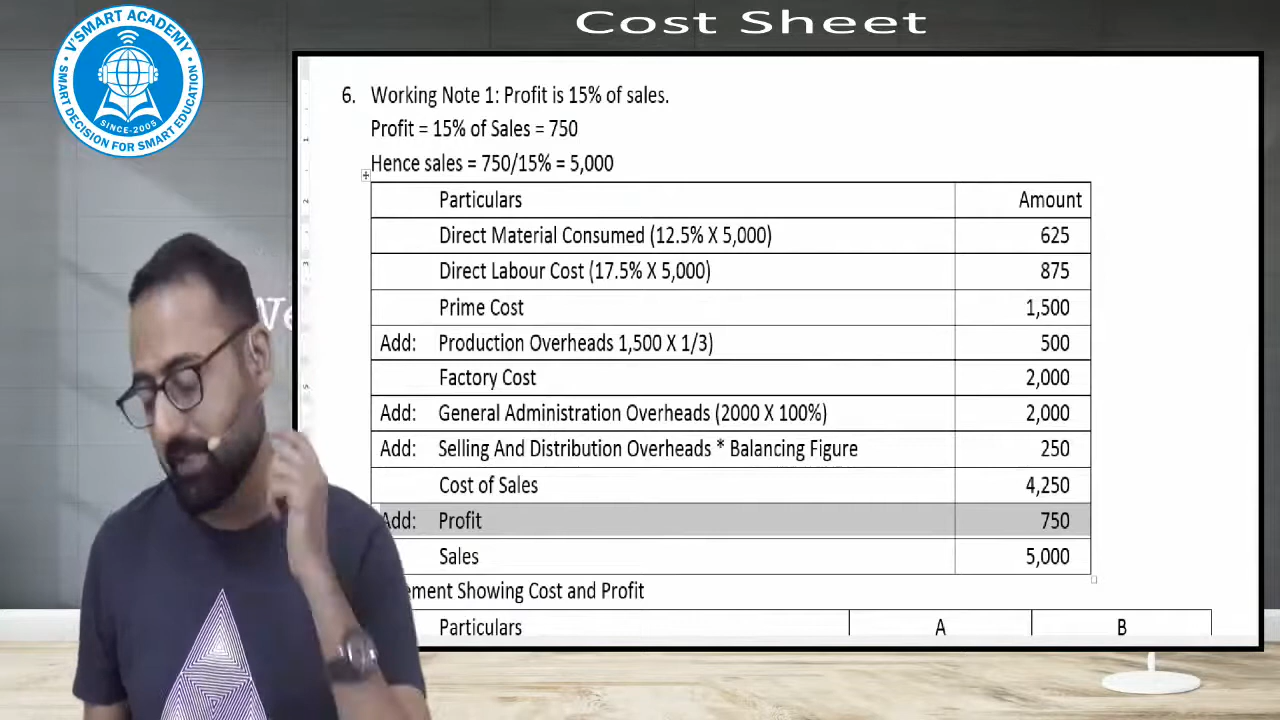 Cost Sheet
V'SMART ACADEMY
SMART DECISION FOR SMART EDUCATION
SINCE-2005
We
6. Working Note 1: Profit is 15% of sales.
Profit = 15% of Sales = 750
Hence sales = 750/15% = 5,000
Particulars Amount
Direct Material Consumed (12.5% X 5,000) 625
Direct Labour Cost (17.5% X 5,000) 875
Prime Cost 1,500
Add: Production Overheads 1,500 X 1/3) 500
Factory Cost 2,000
Add: General Administration Overheads (2000 X 100%) 2,000
Add: Selling And Distribution Overheads * Balancing Figure 250
Cost of Sales 4,250
Add: Profit 750
Sales 5,000
ement Showing Cost and Profit
Particulars A B